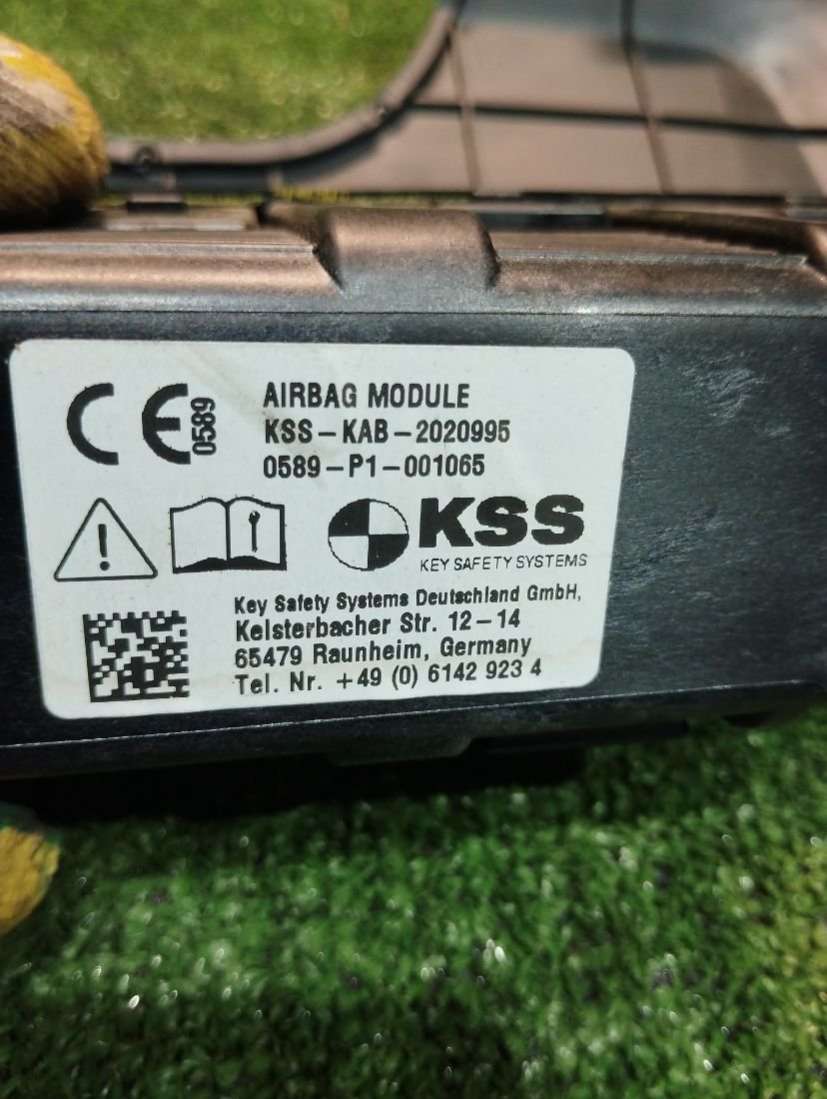 CE 0589
AIRBAG MODULE
KSS-KAB-2020995
0589-P1-001065
KSS
KEY SAFETY SYSTEMS
Key Safety Systems Deutschland GmbH,
Kelsterbacher Str. 12-14
65479 Raunheim, Germany
Tel. Nr. +49 (0) 6142 923 4